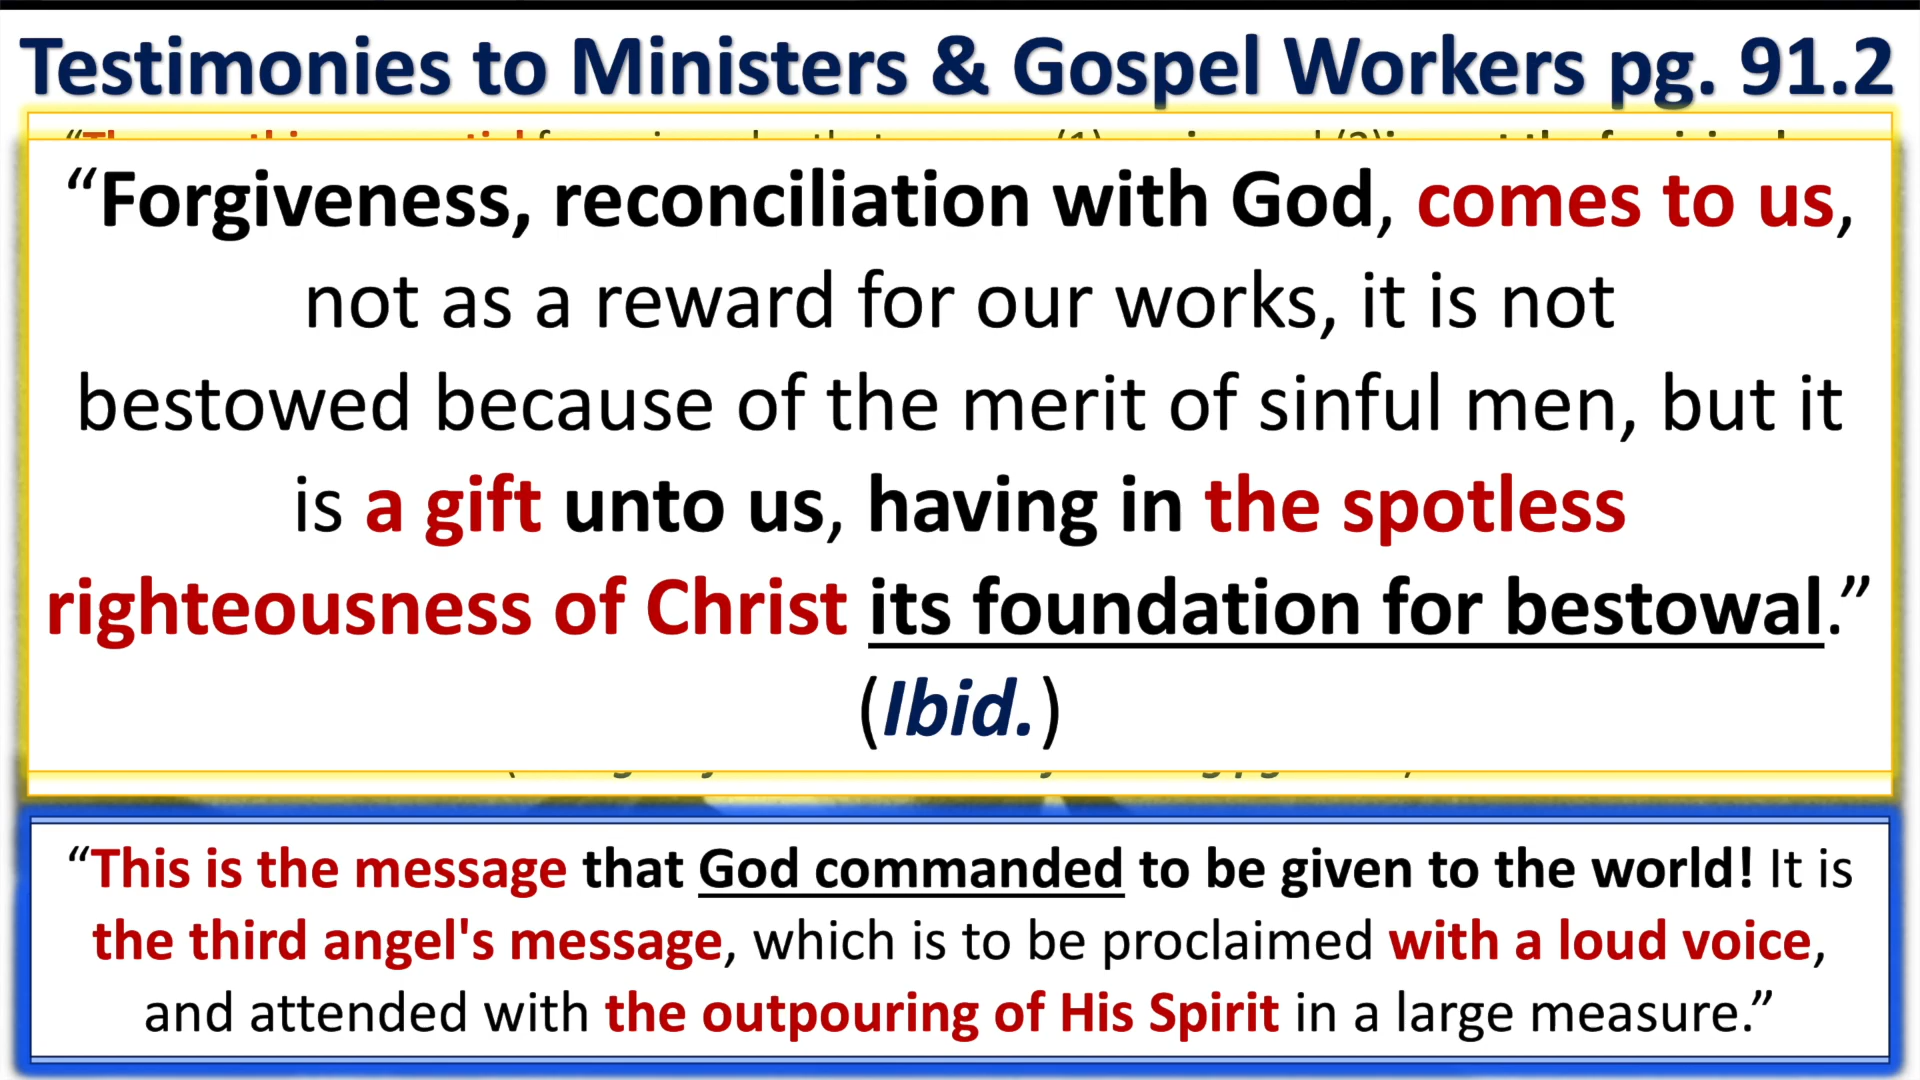 Testimonies to Ministers & Gospel Workers pg. 91.2
“Forgiveness, reconciliation with God, comes to us,
not as a reward for our works, it is not
bestowed because of the merit of sinful men, but it
is a gift unto us, having in the spotless
righteousness of Christ its foundation for bestowal.”
(Ibid.)
“This is the message that God commanded to be given to the world! It is
the third angel's message, which is to be proclaimed with a loud voice,
and attended with the outpouring of His Spirit in a large measure.”